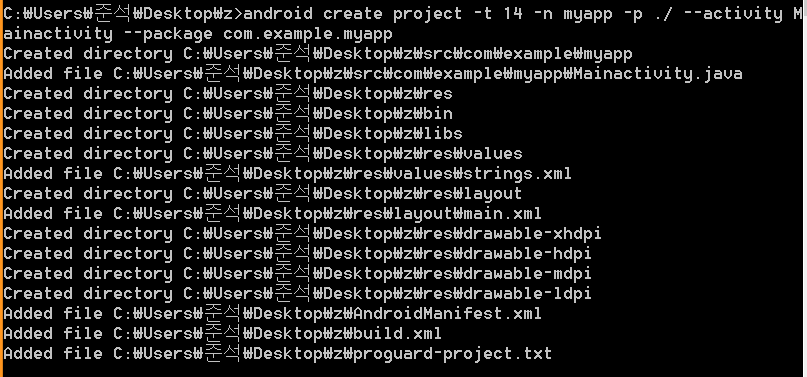 C:₩Users₩준석₩Desktop₩z>android create project -t 14 -n myapp -p ./ --activity M
ainactivity --package com.example.myapp
Created directory C:₩Users₩준석₩Desktop₩z₩src₩com₩example₩myapp
Added file C:₩Users₩준석₩Desktop₩z₩src₩com₩example₩myapp₩Mainactivity.java
Created directory C:₩Users₩준석₩Desktop₩z₩res
Created directory C:₩Users₩준석₩Desktop₩z₩bin
Created directory C:₩Users₩준석₩Desktop₩z₩libs
Created directory C:₩Users₩준석₩Desktop₩z₩res₩values
Added file C:₩Users₩준석₩Desktop₩z₩res₩values₩strings.xml
Created directory C:₩Users₩준석₩Desktop₩z₩res₩layout
Added file C:₩Users₩준석₩Desktop₩z₩res₩layout₩main.xml
Created directory C:₩Users₩준석₩Desktop₩z₩res₩drawable-xhdpi
Created directory C:₩Users₩준석₩Desktop₩z₩res₩drawable-hdpi
Created directory C:₩Users₩준석₩Desktop₩z₩res₩drawable-mdpi
Created directory C:₩Users₩준석₩Desktop₩z₩res₩drawable-ldpi
Added file C:₩Users₩준석₩Desktop₩z₩AndroidManifest.xml
Added file C:₩Users₩준석₩Desktop₩z₩build.xml
Added file C:₩Users₩준석₩Desktop₩z₩proguard-project.txt